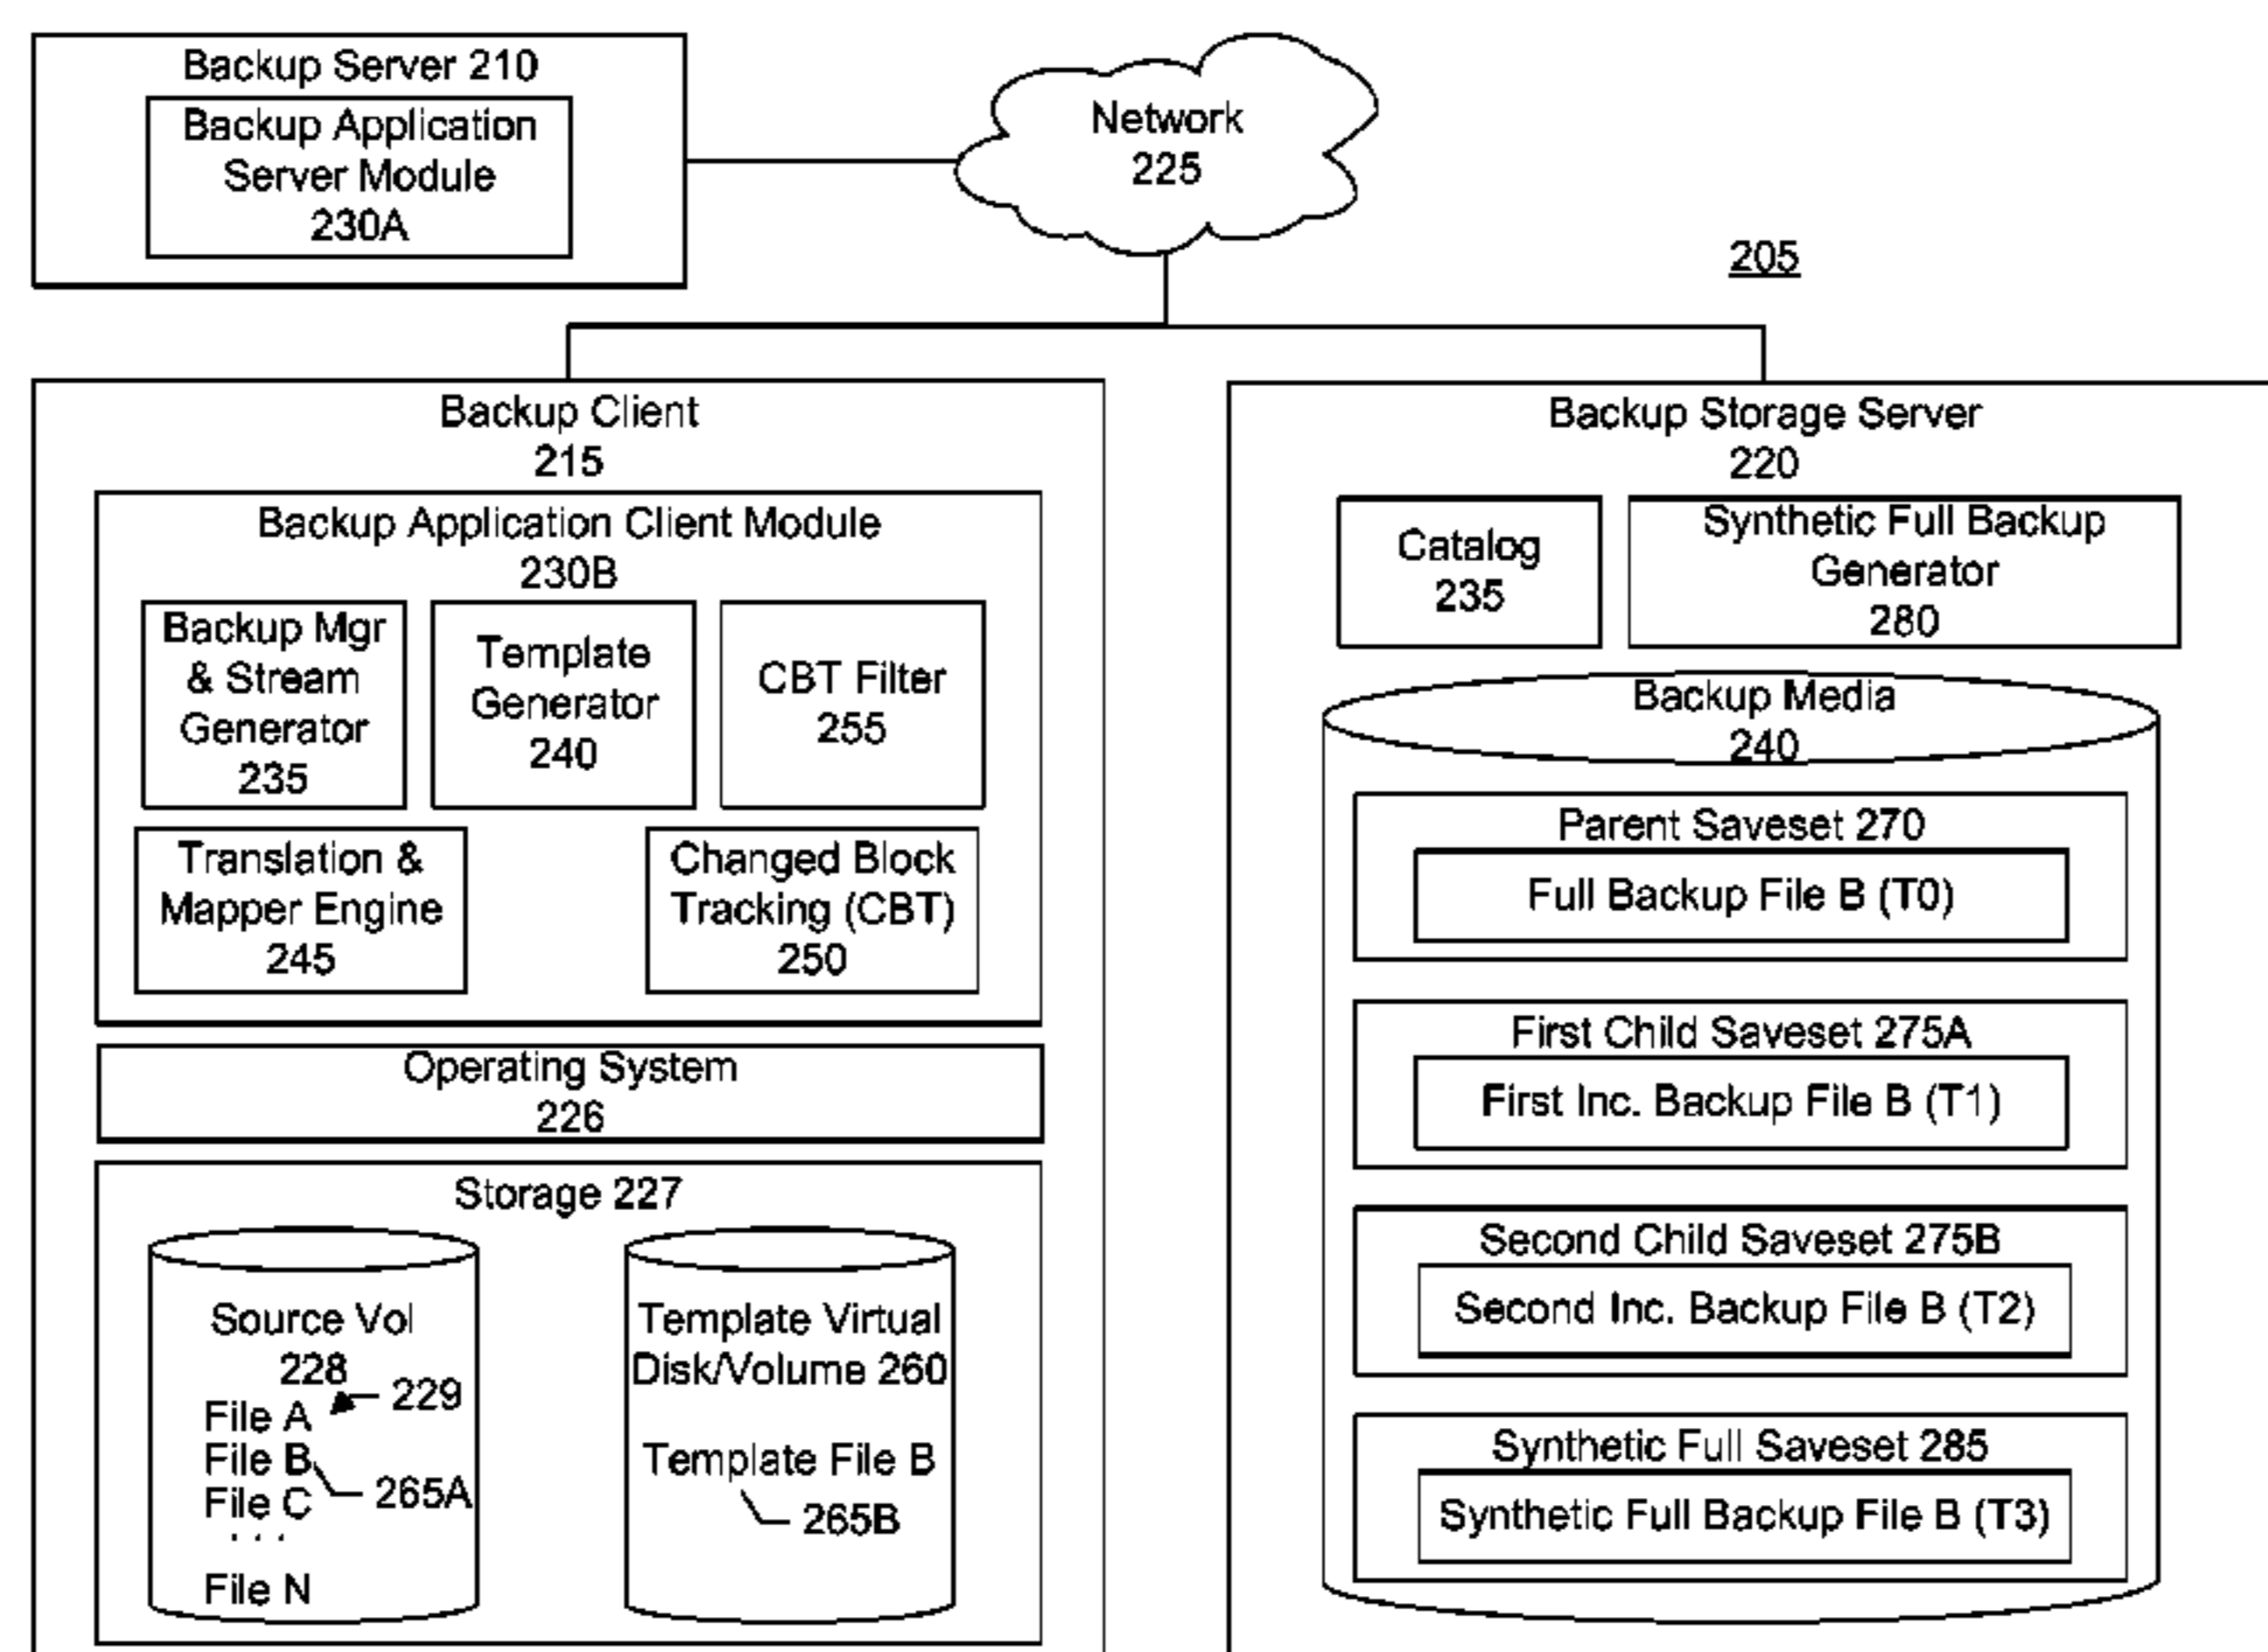 Backup Server 210
Backup Application
Server Module
230A
Network
225
205
Backup Client
215
Backup Application Client Module
230B
Backup Mgr
& Stream
Generator
235
Template
Generator
240
CBT Filter
255
Translation &
Mapper Engine
245
Changed Block
Tracking (CBT)
250
Operating System
226
Storage 227
Source Vol
228
229
File A
File B
265A
File C
. . .
File N
Template Virtual
Disk/Volume 260
Template File B
265B
Backup Storage Server
220
Catalog
235
Synthetic Full Backup
Generator
280
Backup Media
240
Parent Saveset 270
Full Backup File B (T0)
First Child Saveset 275A
First Inc. Backup File B (T1)
Second Child Saveset 275B
Second Inc. Backup File B (T2)
Synthetic Full Saveset 285
Synthetic Full Backup File B (T3)